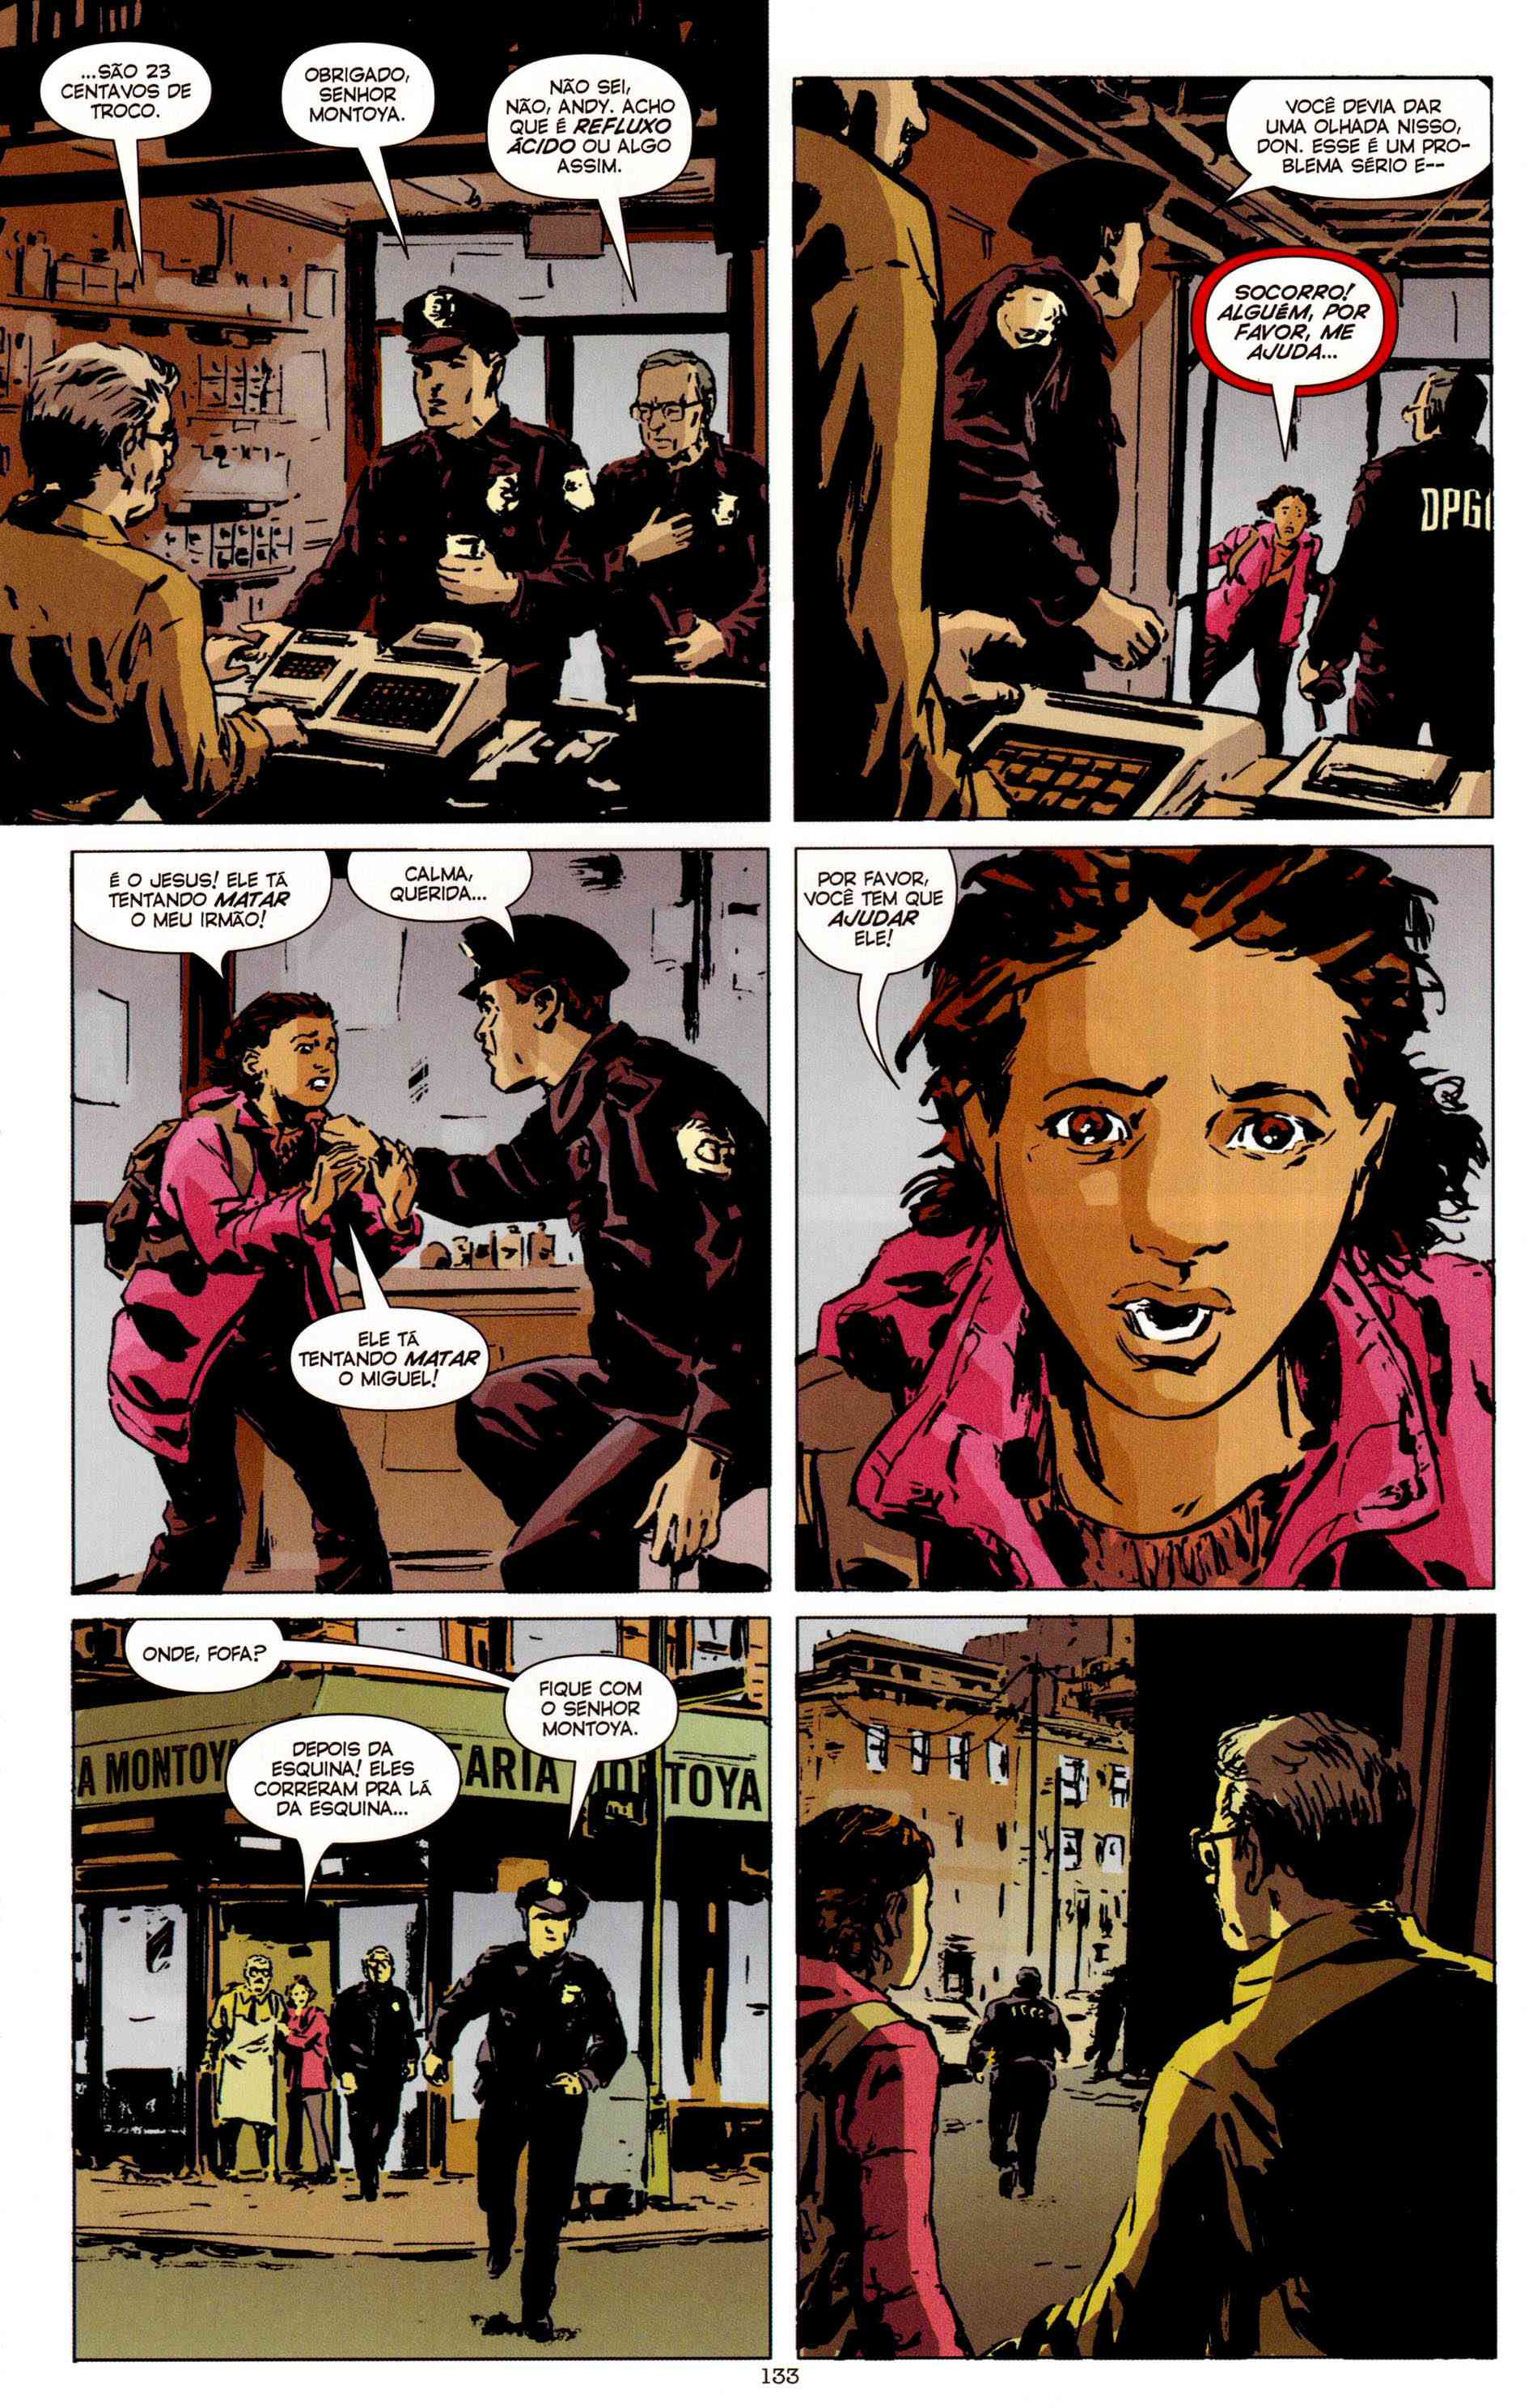 ...SÃO 23
CENTAVOS DE
TROCO.
OBRIGADO,
SENHOR
MONTOYA.
NÃO SEI,
NÃO, ANDY. ACHO
QUE É REFLUXO
ÁCIDO OU ALGO
ASSIM.
VOCÊ DEVIA DAR
UMA OLHADA NISSO,
DON. ESSE É UM PRO-
BLEMA SÉRIO E--
SOCORRO!
ALGUÉM, POR
FAVOR, ME
AJUDA...
DPG
É O JESUS! ELE TÁ
TENTANDO MATAR
O MEU IRMÃO!
CALMA,
QUERIDA...
ELE TÁ
TENTANDO MATAR
O MIGUEL!
POR FAVOR,
VOCÊ TEM QUE
AJUDAR
ELE!
ONDE, FOFA?
FIQUE COM
O SENHOR
MONTOYA.
DEPOIS DA
ESQUINA! ELES
CORRERAM PRA LÁ
DA ESQUINA...
A MONTOY
ARIA MONTOYA
133